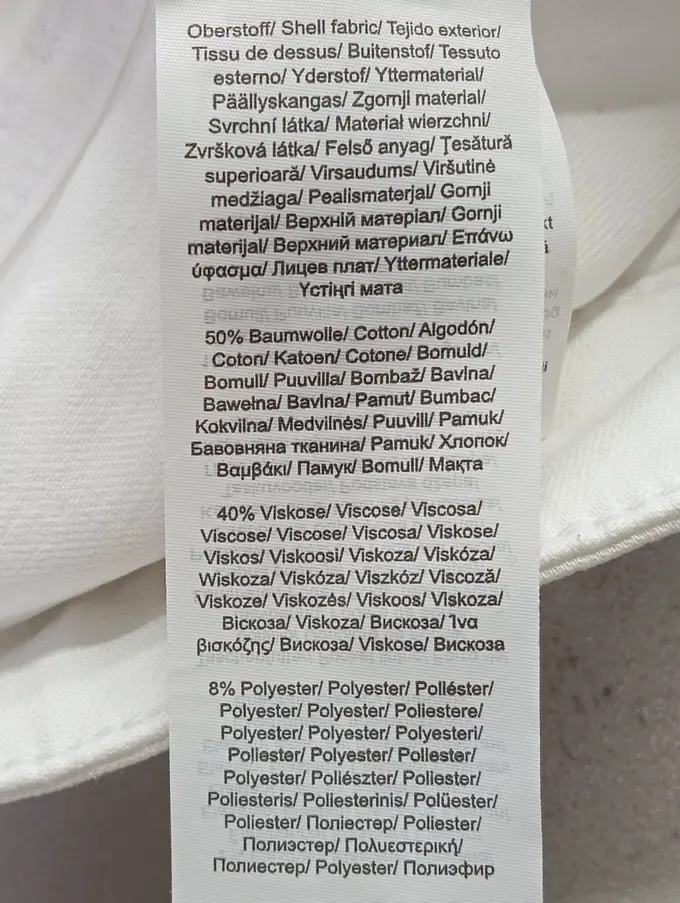 Oberstoff/ Shell fabric/ Tejido exterior/
Tissu de dessus/ Buitenstof/ Tessuto
esterno/ Yderstof/ Yttermaterial/
Päällyskangas/ Zgornji material/
Svrchní látka/ Materiał wierzchni/
Zvršková látka/ Felső anyag/ Țesătură
superioară/ Virsaudums/ Viršutinė
medžiaga/ Pealismaterjal/ Gornji
materijal/ Верхній матеріал/ Gornji
materijal/ Верхний материал/ Επάνω
ύφασμα/ Лицев плат/ Yttermateriale/
Үстіңгі мата
50% Baumwolle/ Cotton/ Algodón/
Coton/ Katoen/ Cotone/ Bomuld/
Bomull/ Puuvilla/ Bombaž/ Bavlna/
Bawełna/ Bavlna/ Pamut/ Bumbac/
Kokvilna/ Medvilnės/ Puuvill/ Pamuk/
Бавовняна тканина/ Pamuk/ Хлопок/
Βαμβάκι/ Памук/ Bomull/ Мақта
40% Viskose/ Viscose/ Viscosa/
Viscose/ Viscose/ Viscosa/ Viskose/
Viskos/ Viskoosi/ Viskoza/ Viskóza/
Wiskoza/ Viskóza/ Viszkóz/ Viscoză/
Viskoze/ Viskozės/ Viskoos/ Viskoza/
Віскоза/ Viskoza/ Вискоза/ Ίνα
βισκόζης/ Вискоза/ Viskose/ Вискоза
8% Polyester/ Polyester/ Poliéster/
Polyester/ Polyester/ Poliestere/
Polyester/ Polyester/ Polyesteri/
Poliester/ Polyester/ Poliester/
Polyester/ Poliészter/ Poliester/
Poliesteris/ Poliesterinis/ Polüester/
Poliester/ Поліестер/ Poliester/
Полиэстер/ Πολυεστερική/
Полиестер/ Polyester/ Полиэфир